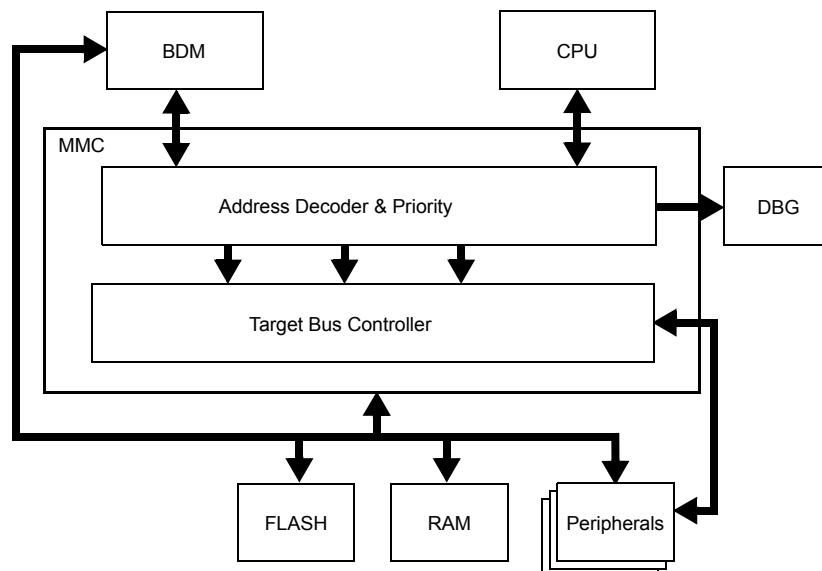 BDM
CPU
MMC
Address Decoder & Priority
DBG
Target Bus Controller
FLASH
RAM
Peripherals